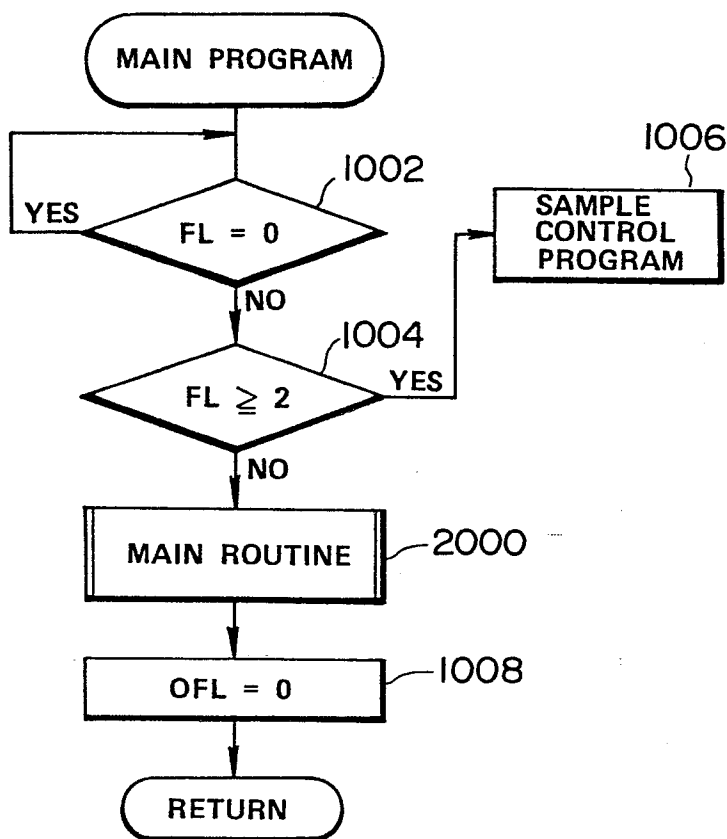 MAIN PROGRAM
1002
YES
FL = 0
NO
1006
SAMPLE
CONTROL
PROGRAM
1004
FL ≧ 2
YES
NO
MAIN ROUTINE
2000
OFL = 0
1008
RETURN